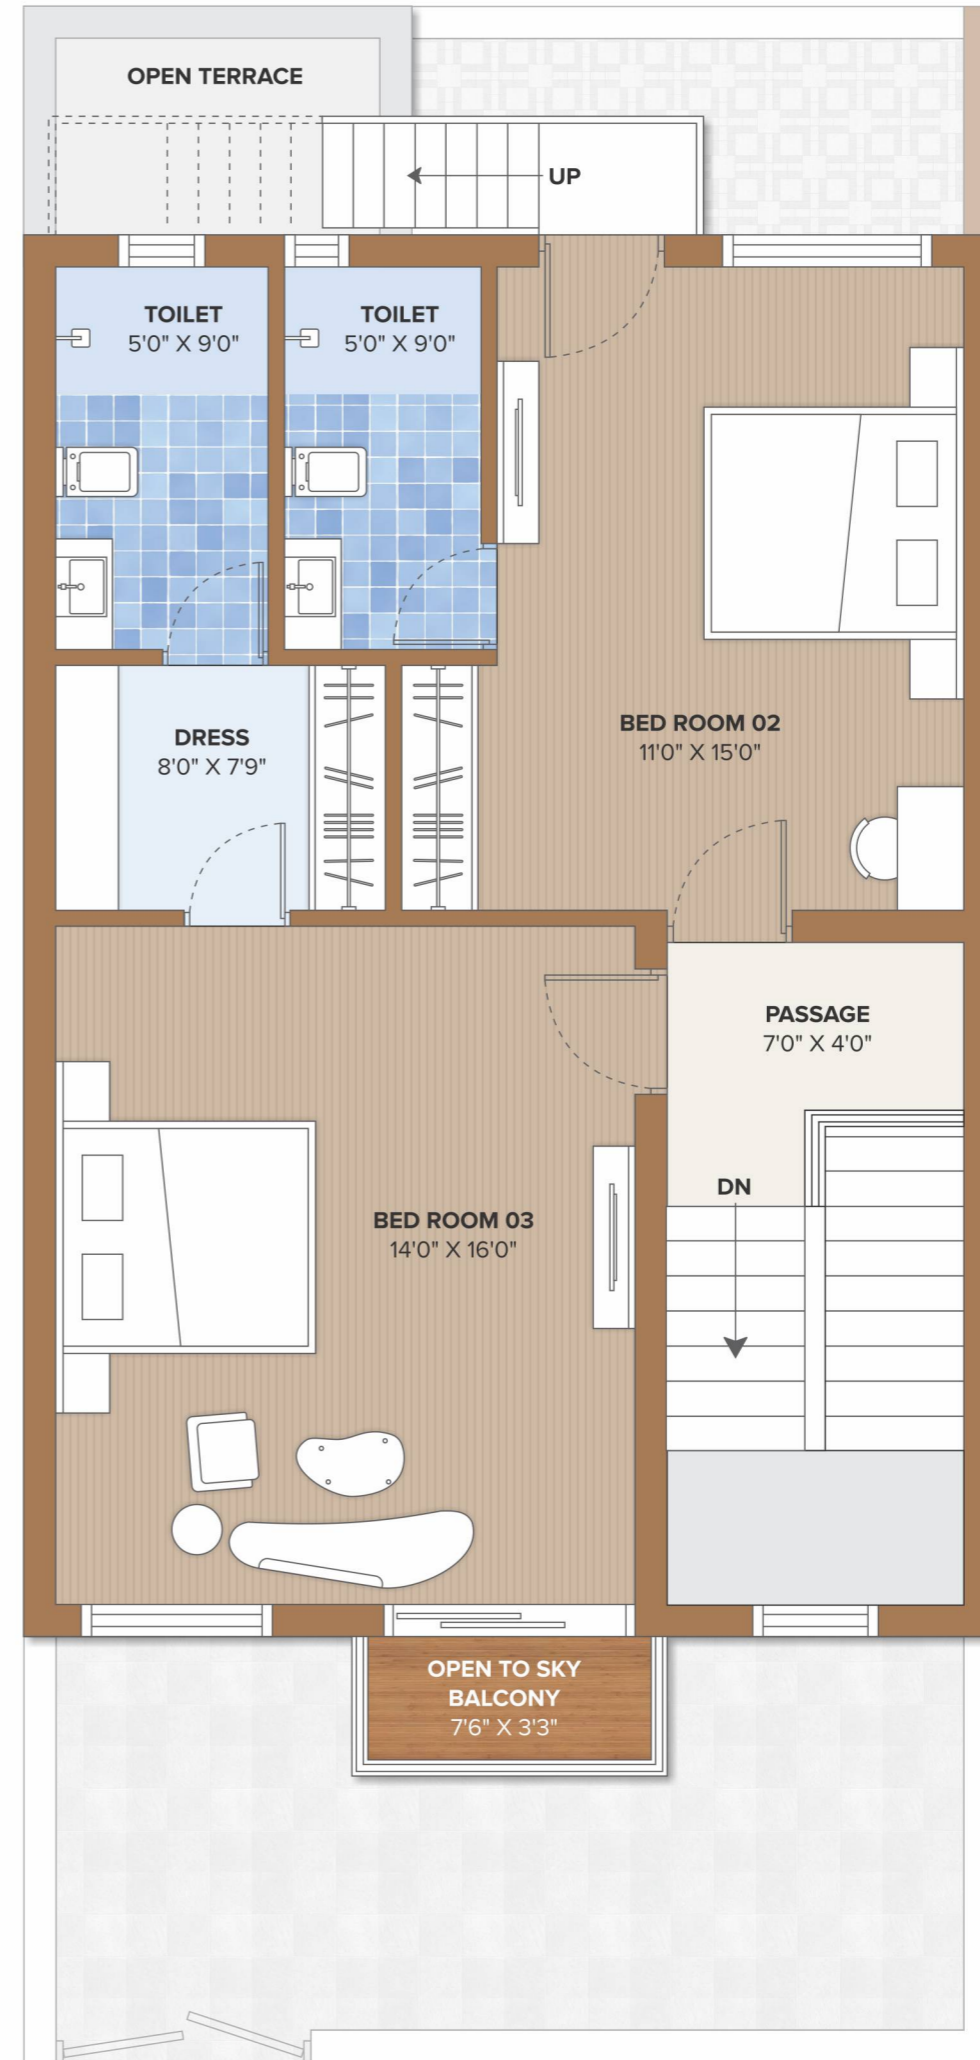 OPEN TERRACE
UP
TOILET
5'0" X 9'0"
TOILET
5'0" X 9'0"
BED ROOM 02
11'0" X 15'0"
DRESS
8'0" X 7'9"
PASSAGE
7'0" X 4'0"
DN
BED ROOM 03
14'0" X 16'0"
OPEN TO SKY
BALCONY
7'6" X 3'3"